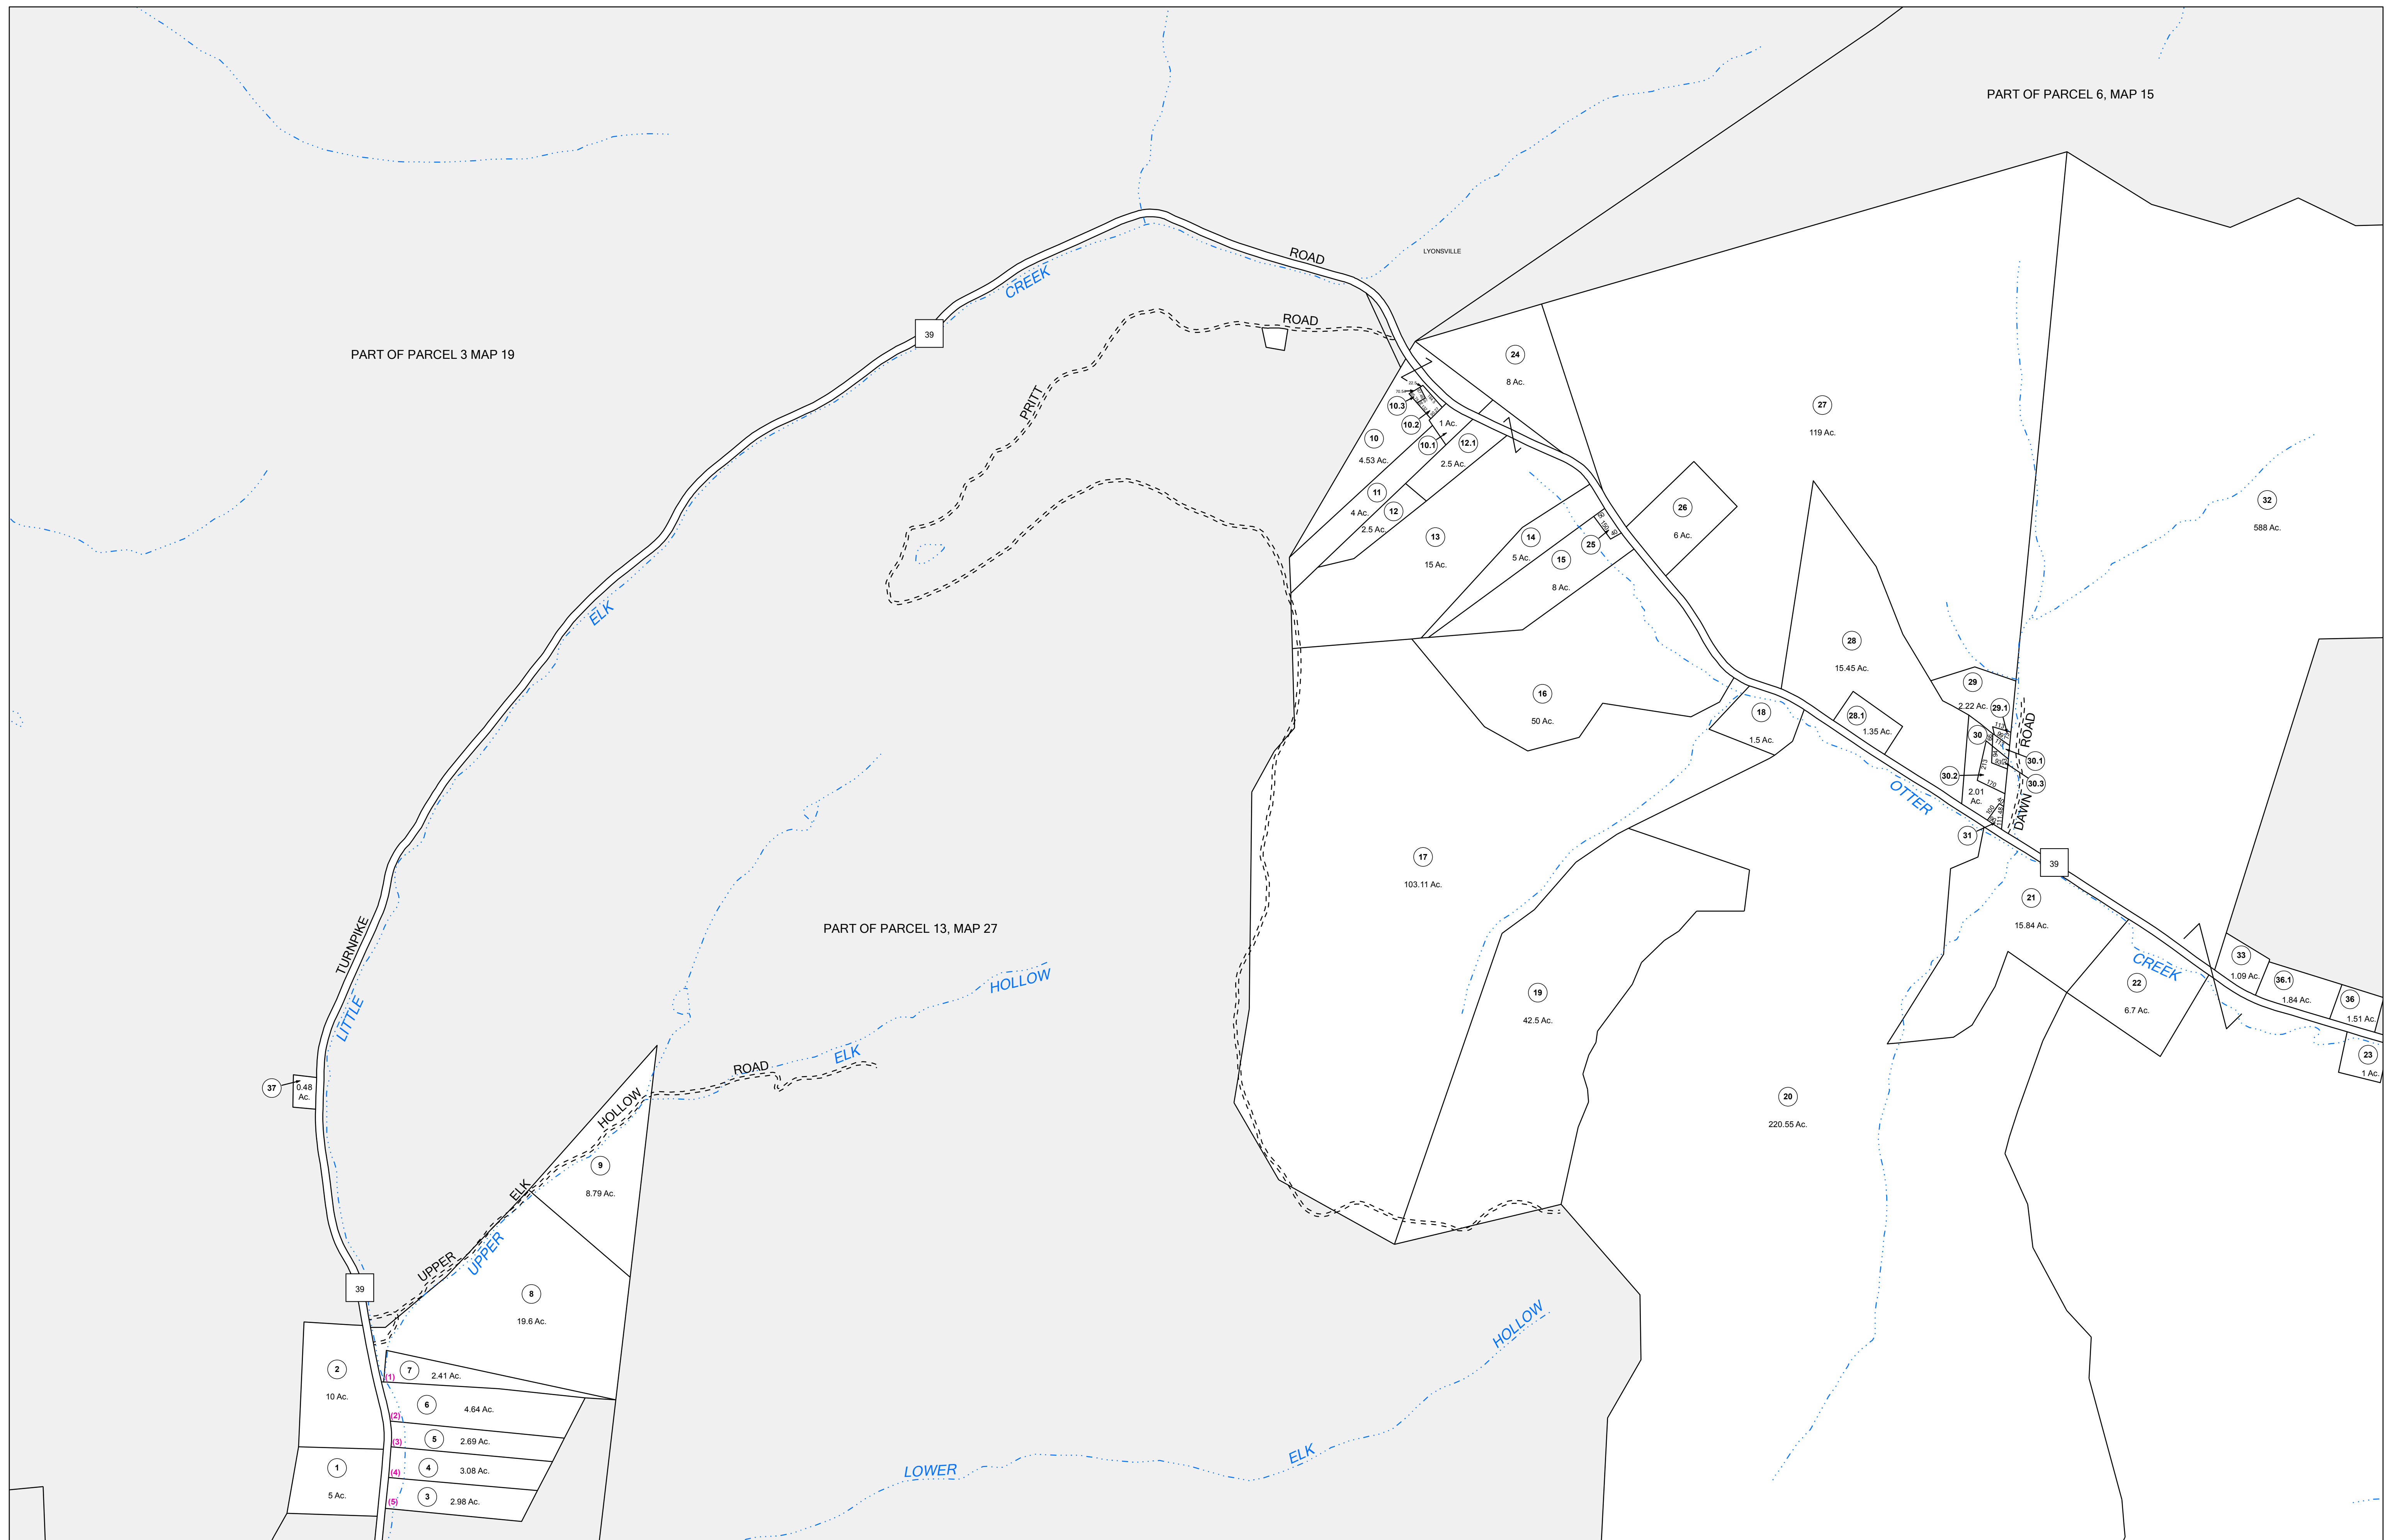 PART OF PARCEL 6, MAP 15
ROAD
LYONSVILLE
CREEK
39
ROAD
PART OF PARCEL 3 MAP 19
24
8 Ac.
PRITT
10.3
10.2
27
119 Ac.
1 Ac.
10.1
12.1
10
4.53 Ac.
2.5 Ac.
11
4 Ac.
12
2.5 Ac.
32
588 Ac.
26
6 Ac.
13
15 Ac.
14
5 Ac.
50
150
40
25
15
8 Ac.
ELK
28
15.45 Ac.
29
2.22 Ac.
29.1
16
50 Ac.
18
1.5 Ac.
28.1
1.35 Ac.
ROAD
30
30.1
30.2
213
30.3
170
2.01
Ac.
OTTER
DAWN
31
39
17
103.11 Ac.
21
15.84 Ac.
TURNPIKE
PART OF PARCEL 13, MAP 27
33
1.09 Ac.
CREEK
HOLLOW
22
6.7 Ac.
36.1
1.84 Ac.
36
1.51 Ac.
19
42.5 Ac.
LITTLE
23
1 Ac.
ELK
ROAD
37
0.48
Ac.
20
220.55 Ac.
HOLLOW
9
8.79 Ac.
ELK
UPPER
UPPER
39
8
19.6 Ac.
HOLLOW
2
10 Ac.
7
2.41 Ac.
(1)
6
4.64 Ac.
(2)
5
2.69 Ac.
(3)
ELK
1
5 Ac.
4
3.08 Ac.
(4)
LOWER
3
2.98 Ac.
(5)